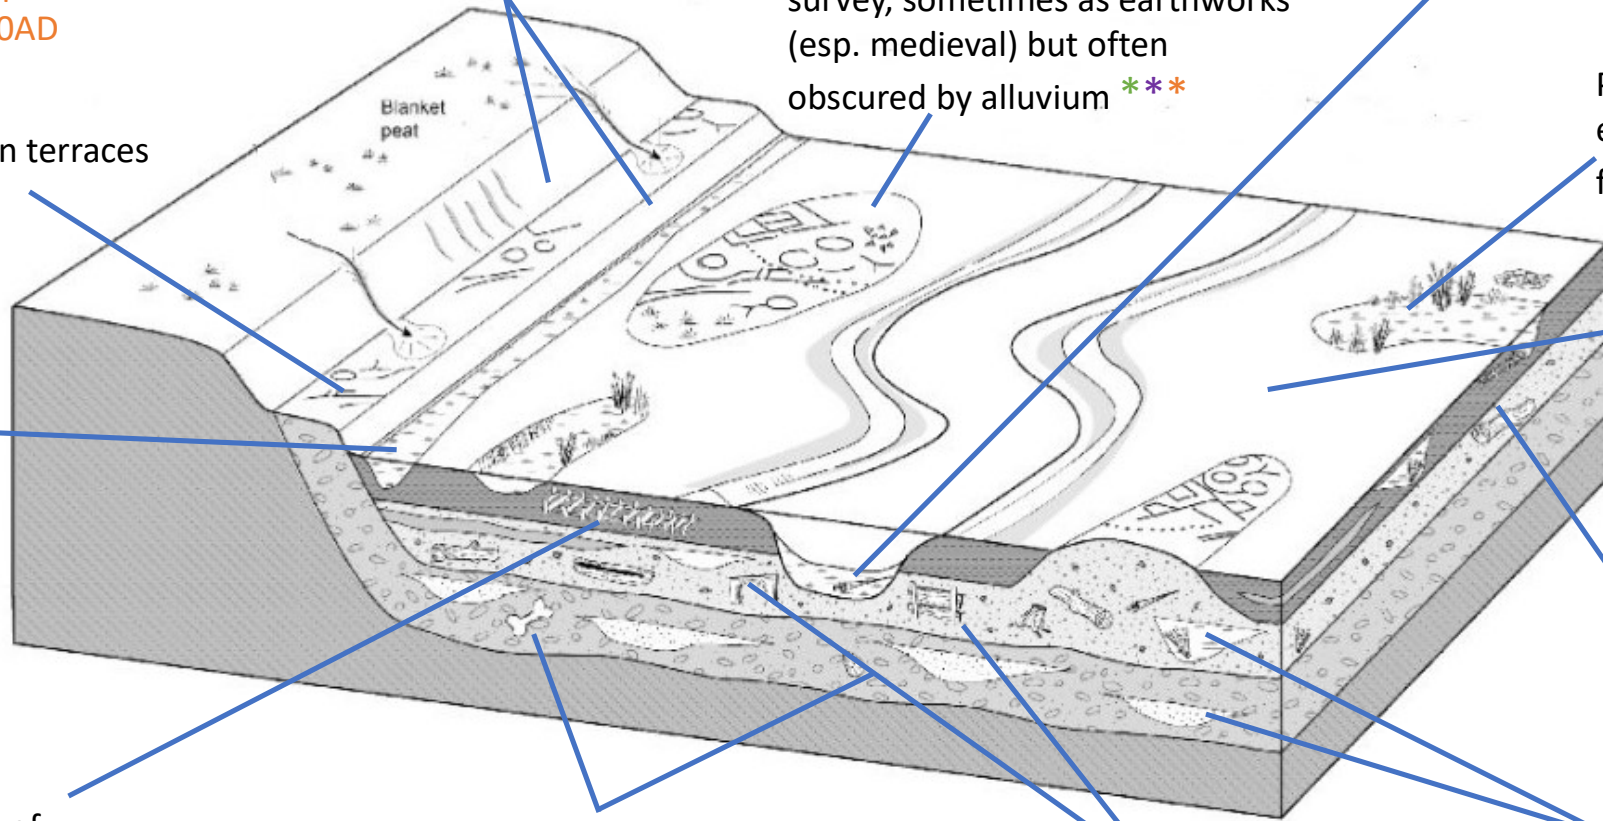 0AD
survey, sometimes as earthworks
(esp. medieval) but often
obscured by alluvium ***
Blanket
peat
n terraces